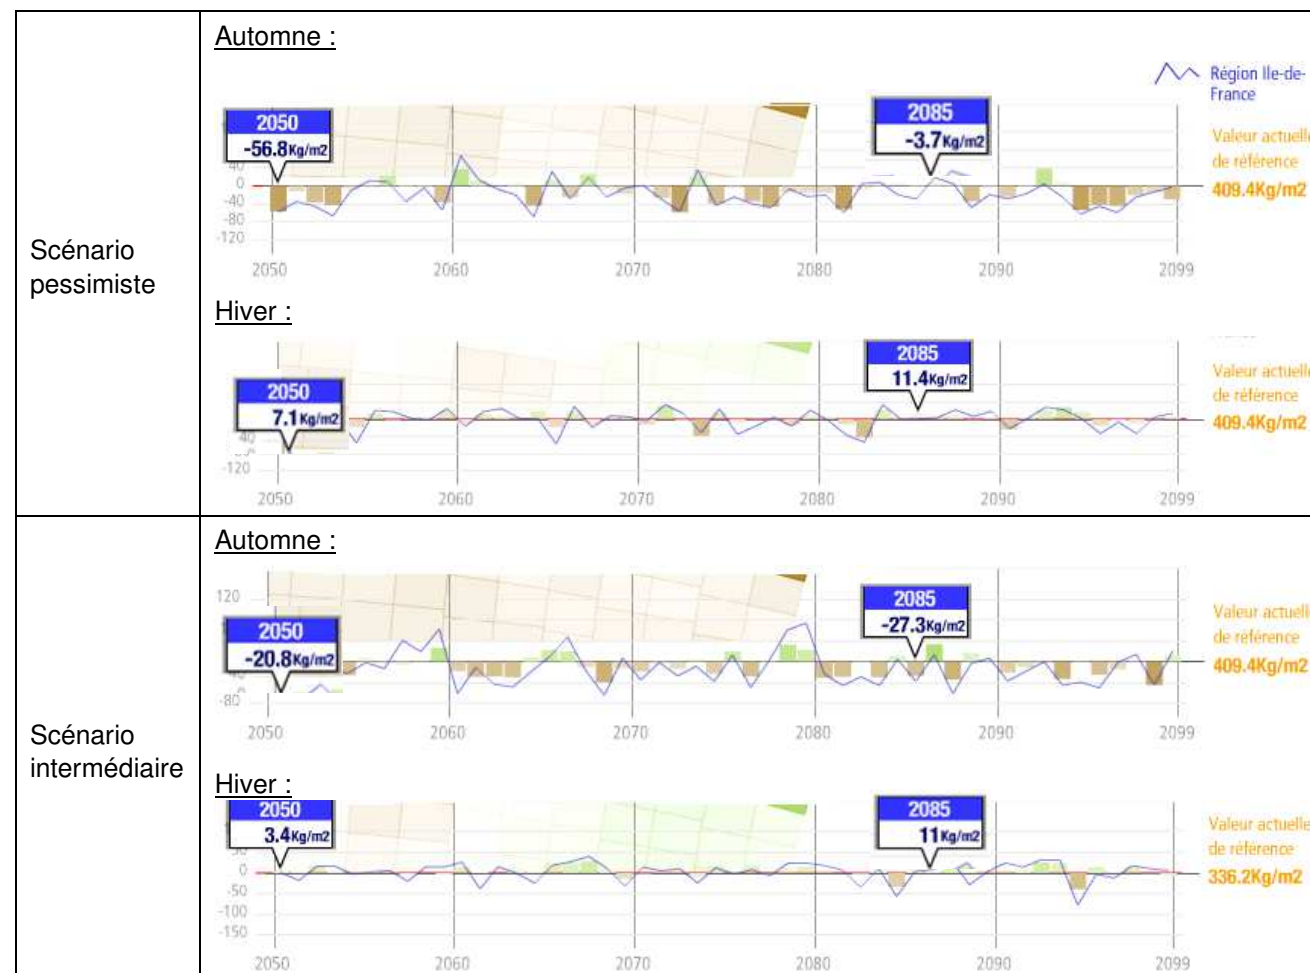 Scénario
pessimiste
Automne :
Région Ile-de-
France
2050
-56.8Kg/m2
2085
-3.7Kg/m2
Valeur actuelle
de référence
409.4Kg/m2
40
0
-40
-80
-120
2050 2060 2070 2080 2090 2099
Hiver :
2050
7.1Kg/m2
2085
11.4Kg/m2
Valeur actuelle
de référence
409.4Kg/m2
40
-120
2050 2060 2070 2080 2090 2099
Scénario
intermédiaire
Automne :
120
2050
-20.8Kg/m2
2085
-27.3Kg/m2
Valeur actuelle
de référence
409.4Kg/m2
-80
2050 2060 2070 2080 2090 2099
Hiver :
2050
3.4Kg/m2
2085
11Kg/m2
Valeur actuelle
de référence
336.2Kg/m2
50
0
-50
-100
-150
2050 2060 2070 2080 2090 2099